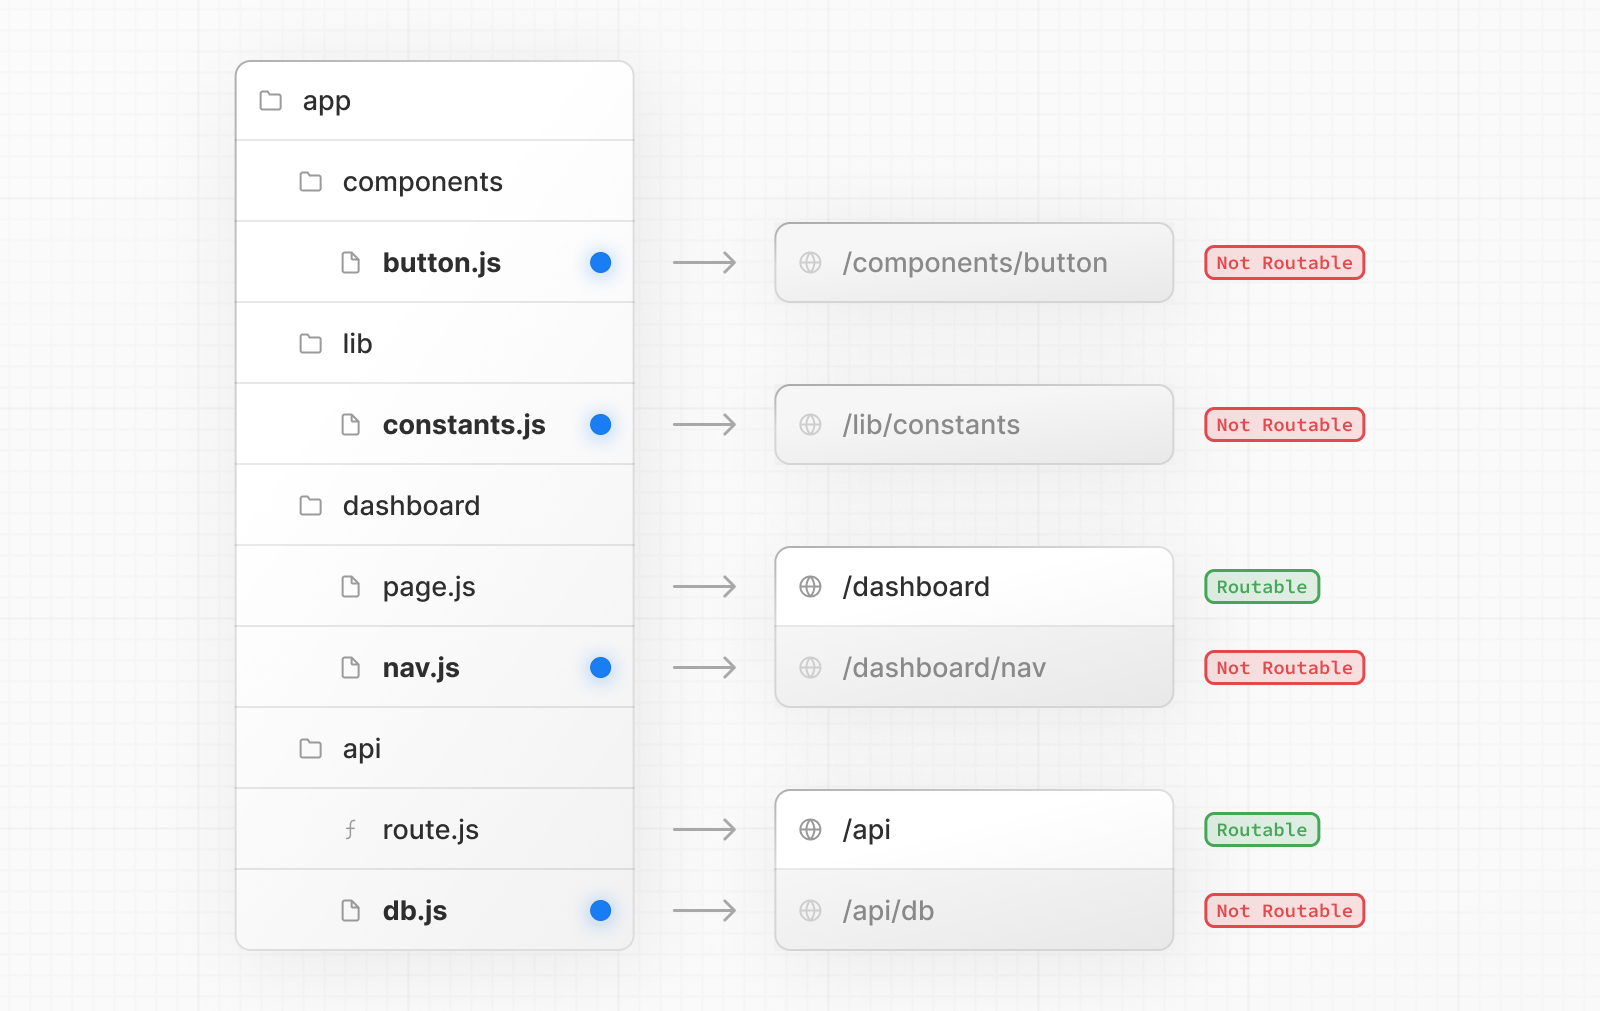 app
components
button.js /components/button Not Routable
lib
constants.js /lib/constants Not Routable
dashboard
page.js /dashboard Routable
nav.js /dashboard/nav Not Routable
api
route.js /api Routable
db.js /api/db Not Routable